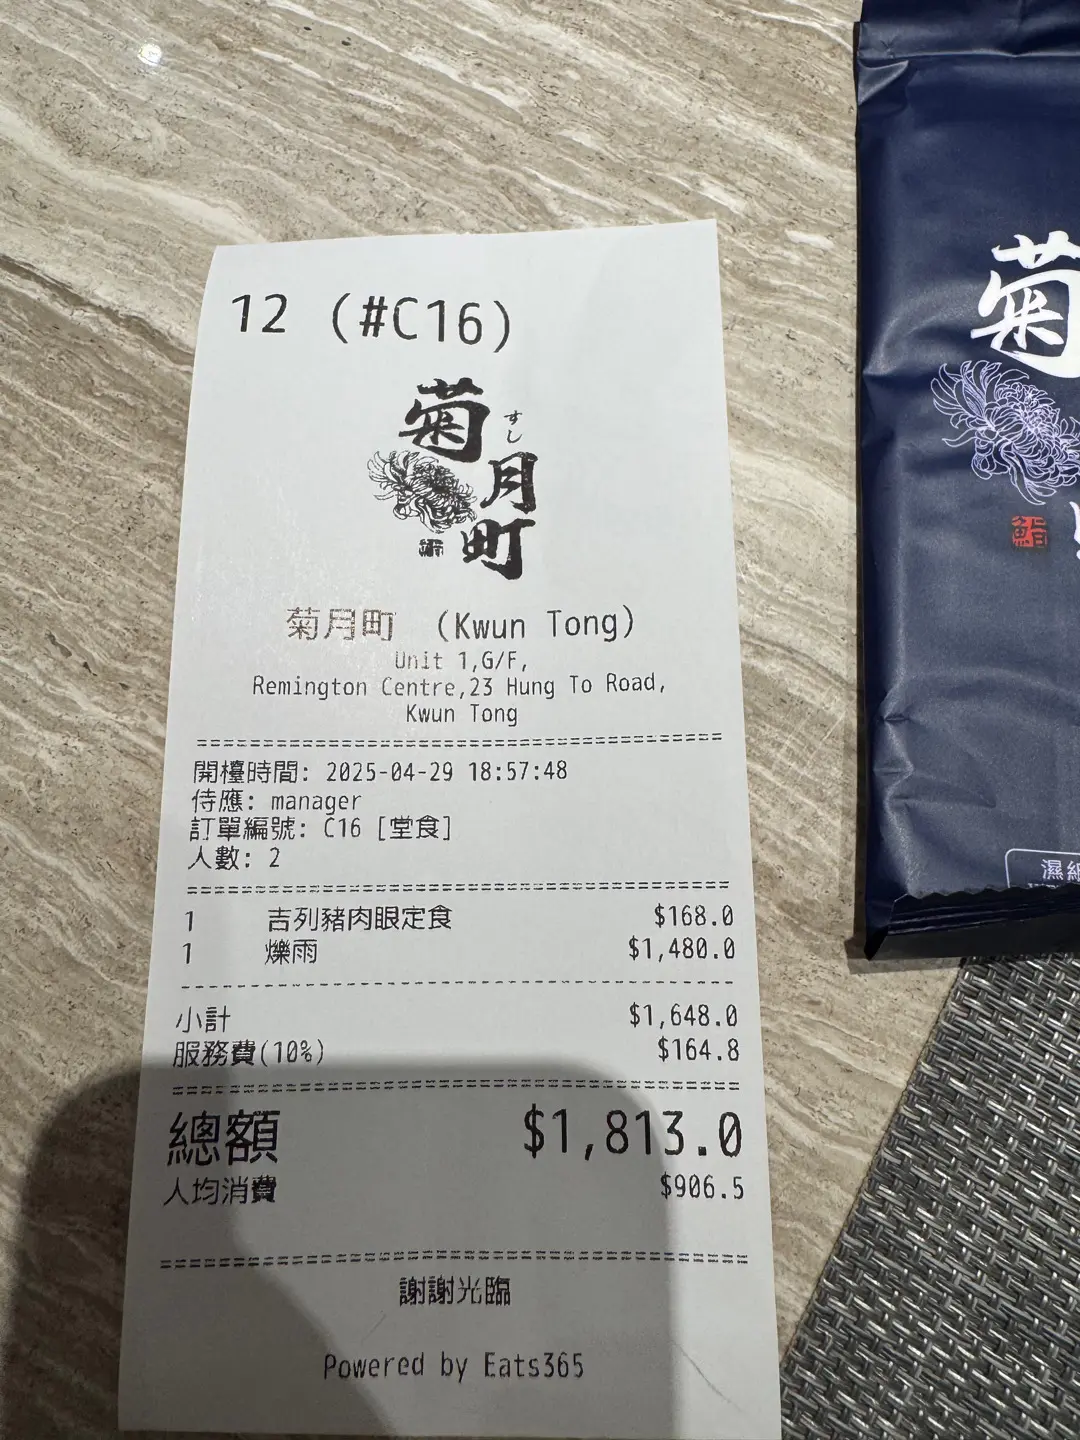 12 (#C16)
菊月町
すし
菊月町 (Kwun Tong)
Unit 1,G/F,
Remington Centre,23 Hung To Road,
Kwun Tong
開檯時間: 2025-04-29 18:57:48
侍應: manager
訂單編號: C16 [堂食]
人數: 2
1 吉列豬肉眼定食 $168.0
1 爍雨 $1,480.0
小計 $1,648.0
服務費(10%) $164.8
總額 $1,813.0
人均消費 $906.5
謝謝光臨
Powered by Eats365
菊
鮨
濕紙